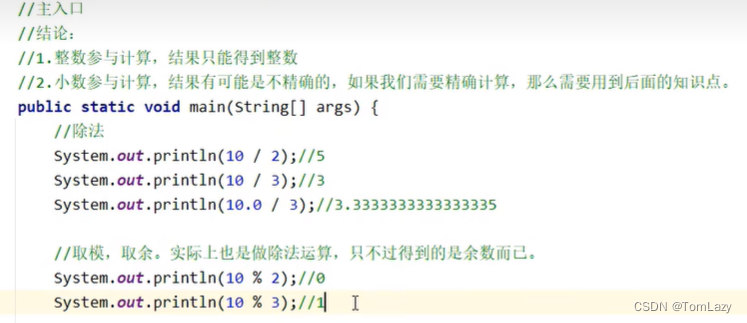 //主入口
//结论：
//1.整数参与计算，结果只能得到整数
//2.小数参与计算，结果有可能是不精确的，如果我们需要精确计算，那么需要用到后面的知识点。
public static void main(String[] args) {
//除法
System.out.println(10 / 2);//5
System.out.println(10 / 3);//3
System.out.println(10.0 / 3);//3.3333333333333335
//取模，取余。实际上也是做除法运算，只不过得到的是余数而已。
System.out.println(10 % 2);//0
System.out.println(10 % 3);//1
CSDN @TomLazy